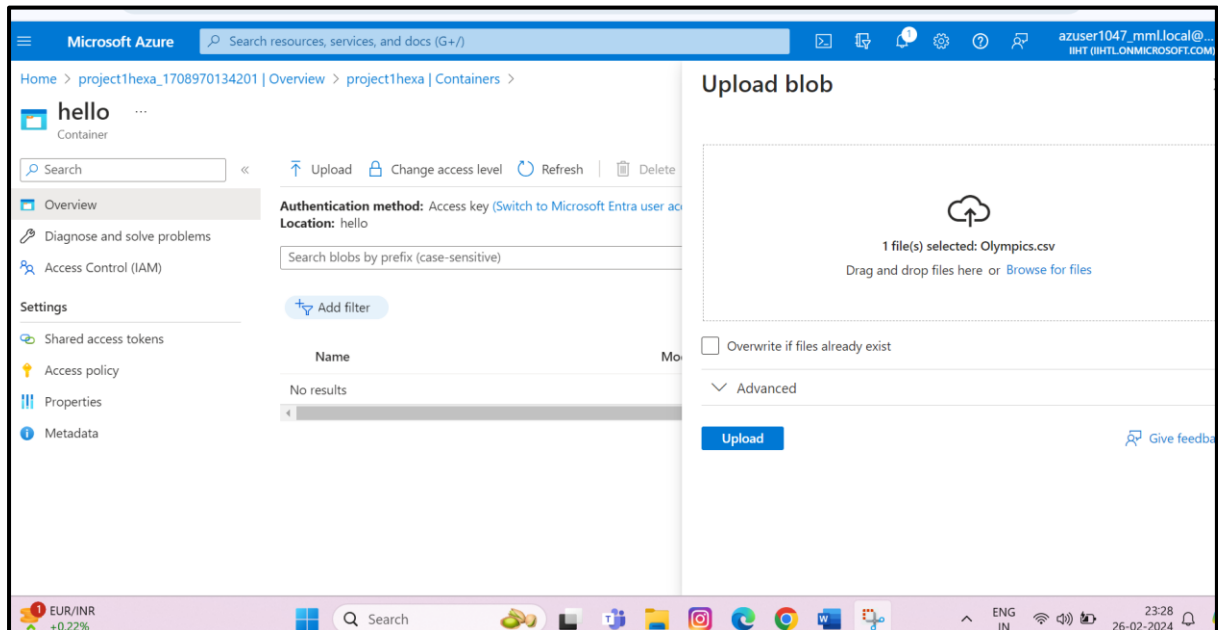 Microsoft Azure
Search resources, services, and docs (G+/)
1
azuser1047_mml.local@...
IIHT (IIHTL.ONMICROSOFT.COM)
Home > project1hexa_1708970134201 | Overview > project1hexa | Containers >
hello ...
Container
Search
«
Overview
Diagnose and solve problems
Access Control (IAM)
Settings
Shared access tokens
Access policy
Properties
Metadata
Upload Change access level Refresh Delete
Authentication method: Access key (Switch to Microsoft Entra user acc
Location: hello
Search blobs by prefix (case-sensitive)
Add filter
Name Mo
No results
Upload blob
1 file(s) selected: Olympics.csv
Drag and drop files here or Browse for files
Overwrite if files already exist
Advanced
Upload
Give feedba
1
EUR/INR
+0.22%
Search
ENG
IN
23:28
26-02-2024